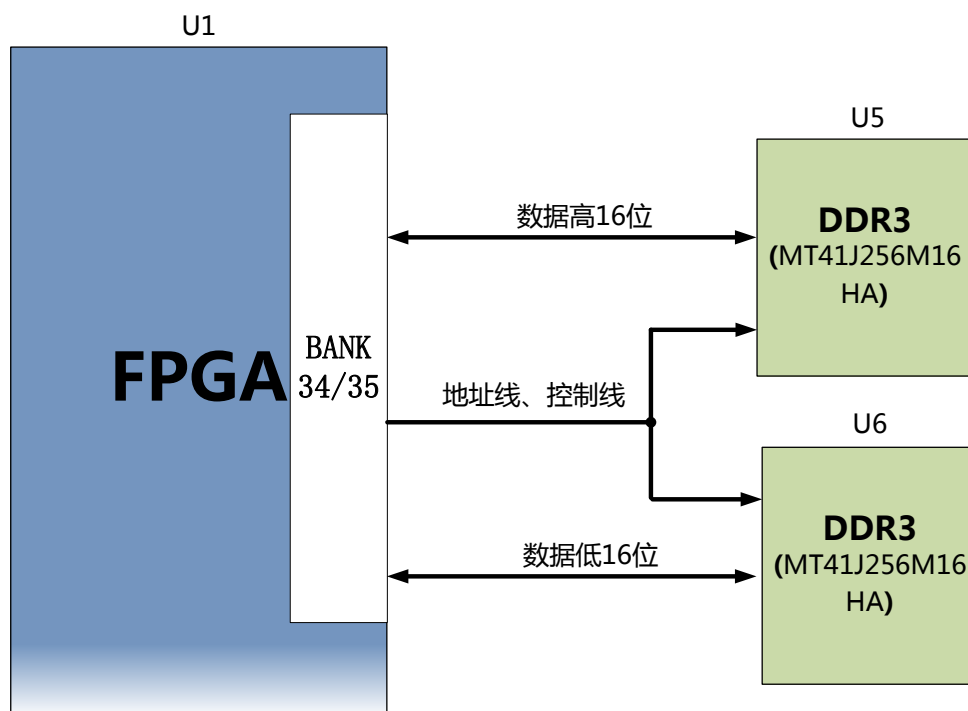 U1
U5
数据高16位
DDR3
(MT41J256M16
HA)
FPGA
BANK
34/35
地址线、控制线
U6
数据低16位
DDR3
(MT41J256M16
HA)